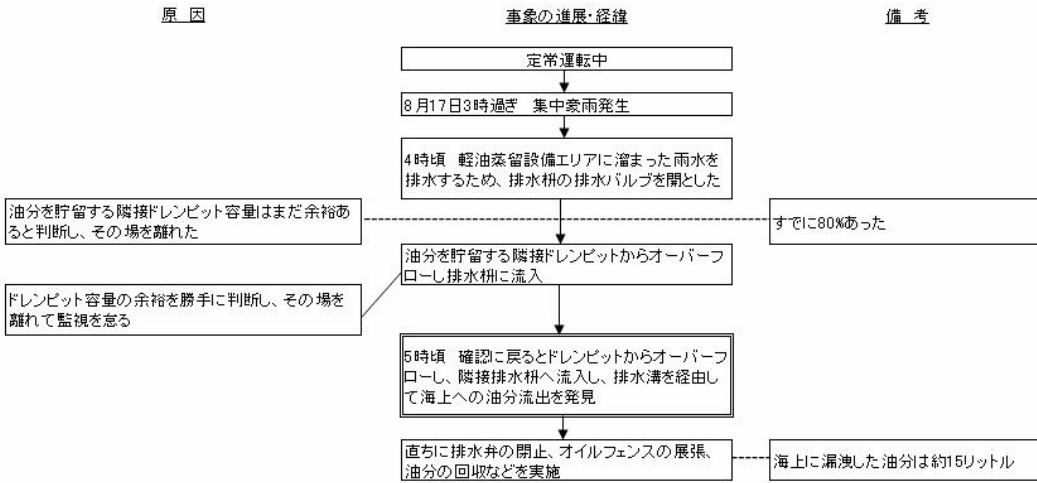 原 因
事象の進展・経緯
備 考
定常運転中
8月17日3時過ぎ 集中豪雨発生
4時頃 軽油蒸留設備エリアに溜まった雨水を
排水するため、排水枡の排水バルブを開とした
油分を貯留する隣接ドレンピット容量はまだ余裕あ
ると判断し、その場を離れた
すでに80%あった
油分を貯留する隣接ドレンピットからオーバーフ
ローし排水枡に流入
ドレンピット容量の余裕を勝手に判断し、その場を
離れて監視を怠る
5時頃 確認に戻るとドレンピットからオーバーフ
ローし、隣接排水枡へ流入し、排水溝を経由し
て海上への油分流出を発見
直ちに排水弁の閉止、オイルフェンスの展張、
油分の回収などを実施
海上に漏洩した油分は約15リットル